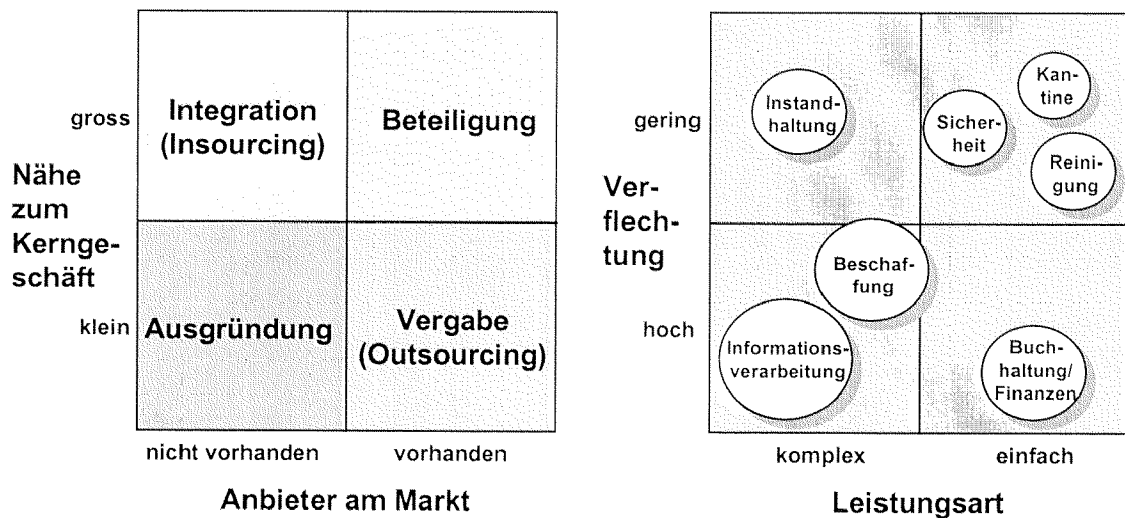 gross
Nähe
zum
Kernge-
schäft
klein
Integration
(Insourcing)
Beteiligung
Ausgründung
Vergabe
(Outsourcing)
nicht vorhanden
vorhanden
Anbieter am Markt
gering
Ver-
flech-
tung
hoch
Instand-
haltung
Sicher-
heit
Kan-
tine
Reini-
gung
Beschaf-
fung
Informations-
verarbeitung
Buch-
haltung/
Finanzen
komplex
einfach
Leistungsart